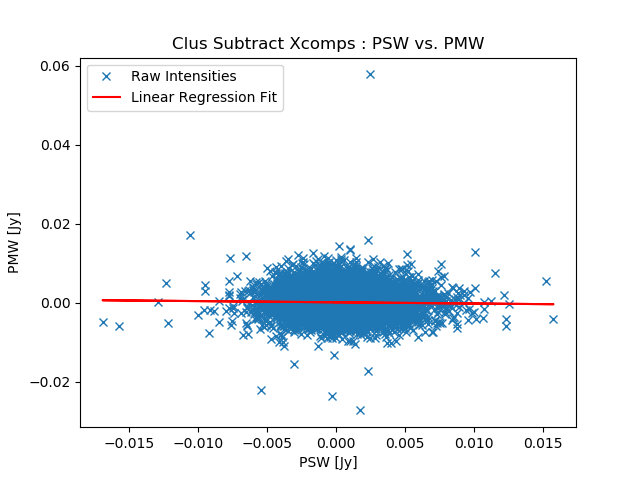 Clus Subtract Xcomps : PSW vs. PMW
Raw Intensities
Linear Regression Fit
0.06
0.04
0.02
0.00
−0.02
PMW [Jy]
−0.015
−0.010
−0.005
0.000
0.005
0.010
0.015
PSW [Jy]